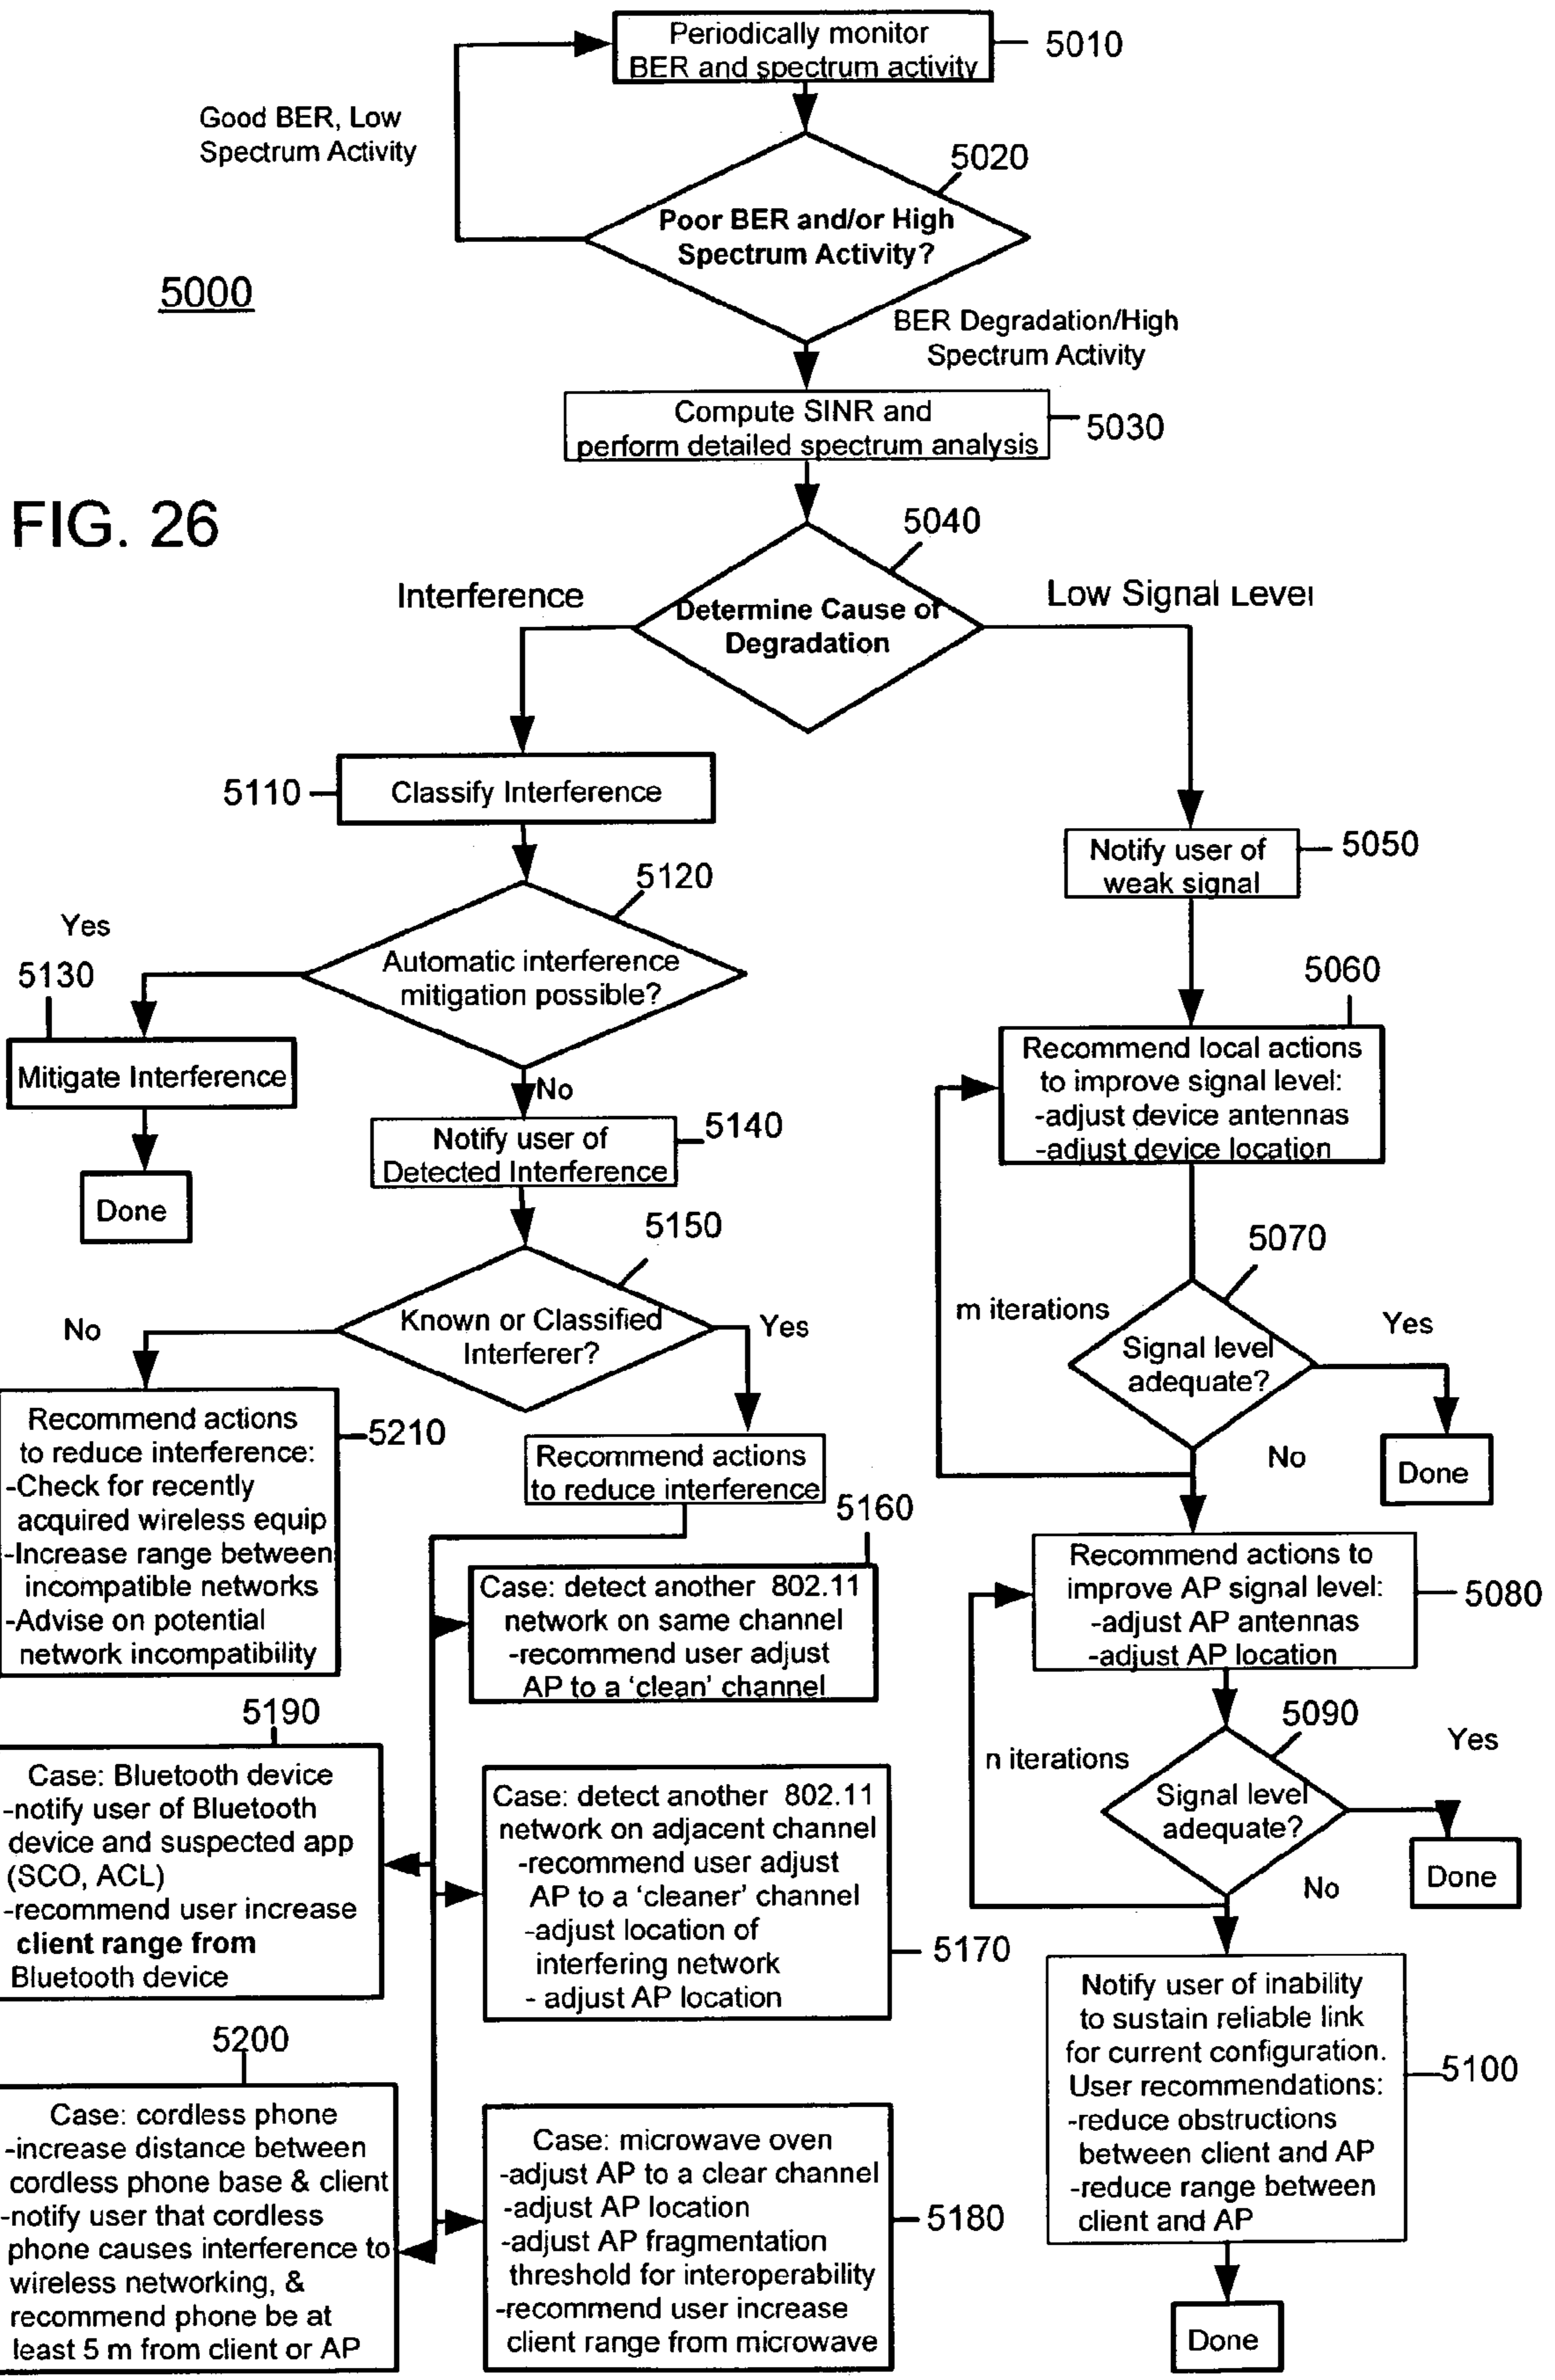 Periodically monitor
BER and spectrum activity
5010
Good BER, Low
Spectrum Activity
5020
Poor BER and/or High
Spectrum Activity?
5000
BER Degradation/High
Spectrum Activity
Compute SINR and
perform detailed spectrum analysis
5030
FIG. 26
5040
Interference
Low Signal Level
Determine Cause of
Degradation
5110
Classify Interference
5050
Notify user of
weak signal
5120
Yes
5130
Automatic interference
mitigation possible?
5060
Mitigate Interference
No
Recommend local actions
to improve signal level:
-adjust device antennas
-adjust device location
5140
Notify user of
Detected Interference
Done
5150
5070
No
Known or Classified
Interferer?
Yes
m iterations
Signal level
adequate?
Yes
No
Done
Recommend actions
to reduce interference:
-Check for recently
acquired wireless equip
-Increase range between
incompatible networks
-Advise on potential
network incompatibility
5210
Recommend actions
to reduce interference
5160
Case: detect another 802.11
network on same channel
-recommend user adjust
AP to a 'clean' channel
Recommend actions to
improve AP signal level:
-adjust AP antennas
-adjust AP location
5080
5190
5090
Yes
n iterations
Signal level
adequate?
No
Done
Case: Bluetooth device
-notify user of Bluetooth
device and suspected app
(SCO, ACL)
-recommend user increase
client range from
Bluetooth device
Case: detect another 802.11
network on adjacent channel
-recommend user adjust
AP to a 'cleaner' channel
-adjust location of
interfering network
- adjust AP location
5170
Notify user of inability
to sustain reliable link
for current configuration.
User recommendations:
-reduce obstructions
between client and AP
-reduce range between
client and AP
5100
5200
Case: cordless phone
-increase distance between
cordless phone base & client
-notify user that cordless
phone causes interference to
wireless networking, &
recommend phone be at
least 5 m from client or AP
Case: microwave oven
-adjust AP to a clear channel
-adjust AP location
-adjust AP fragmentation
threshold for interoperability
-recommend user increase
client range from microwave
5180
Done